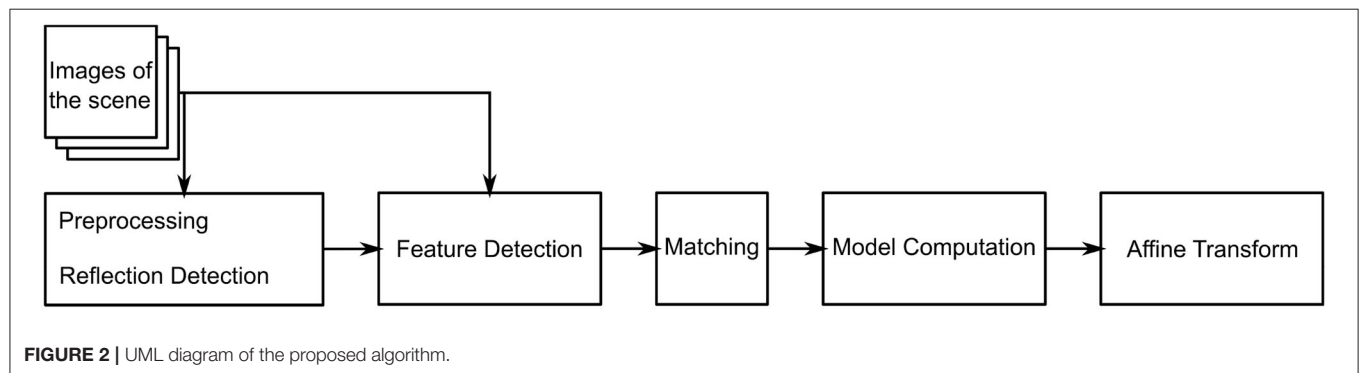 Images of
the scene
Preprocessing
Reflection Detection
Feature Detection
Matching
Model Computation
Affine Transform
FIGURE 2 | UML diagram of the proposed algorithm.